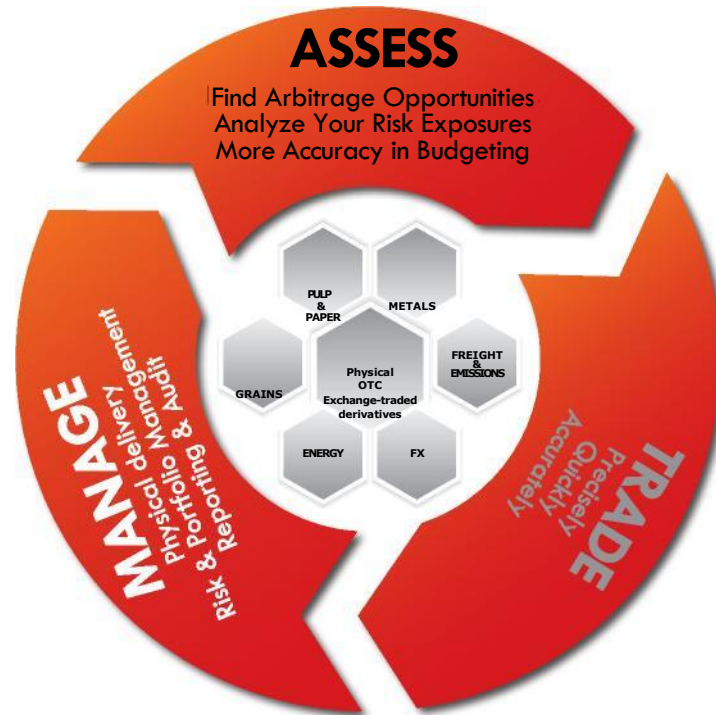 ASSESS
Find Arbitrage Opportunities
Analyze Your Risk Exposures
More Accuracy in Budgeting
PULP
&
PAPER
METALS
GRAINS
Physical
OTC
Exchange-traded
derivatives
FREIGHT
&
EMISSIONS
ENERGY
FX
TRADE
Precisely
Quickly
Accurately
MANAGE
Physical delivery
Risk & Portfolio Management
Reporting & Audit